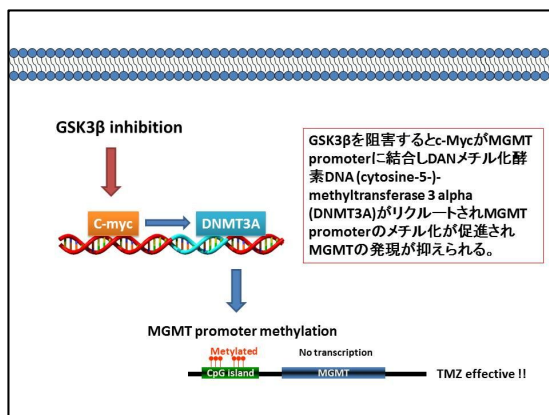 GSK3β inhibition
C-myc
DNMT3A
GSK3βを阻害するとc-MycがMGMT
promoterに結合しDANメチル化酵
素DNA (cytosine-5-)-
methyltransferase 3 alpha
(DNMT3A)がリクルートされMGMT
promoterのメチル化が促進され
MGMTの発現が抑えられる。
MGMT promoter methylation
Metylated
No transcription
CpG island
MGMT
TMZ effective !!